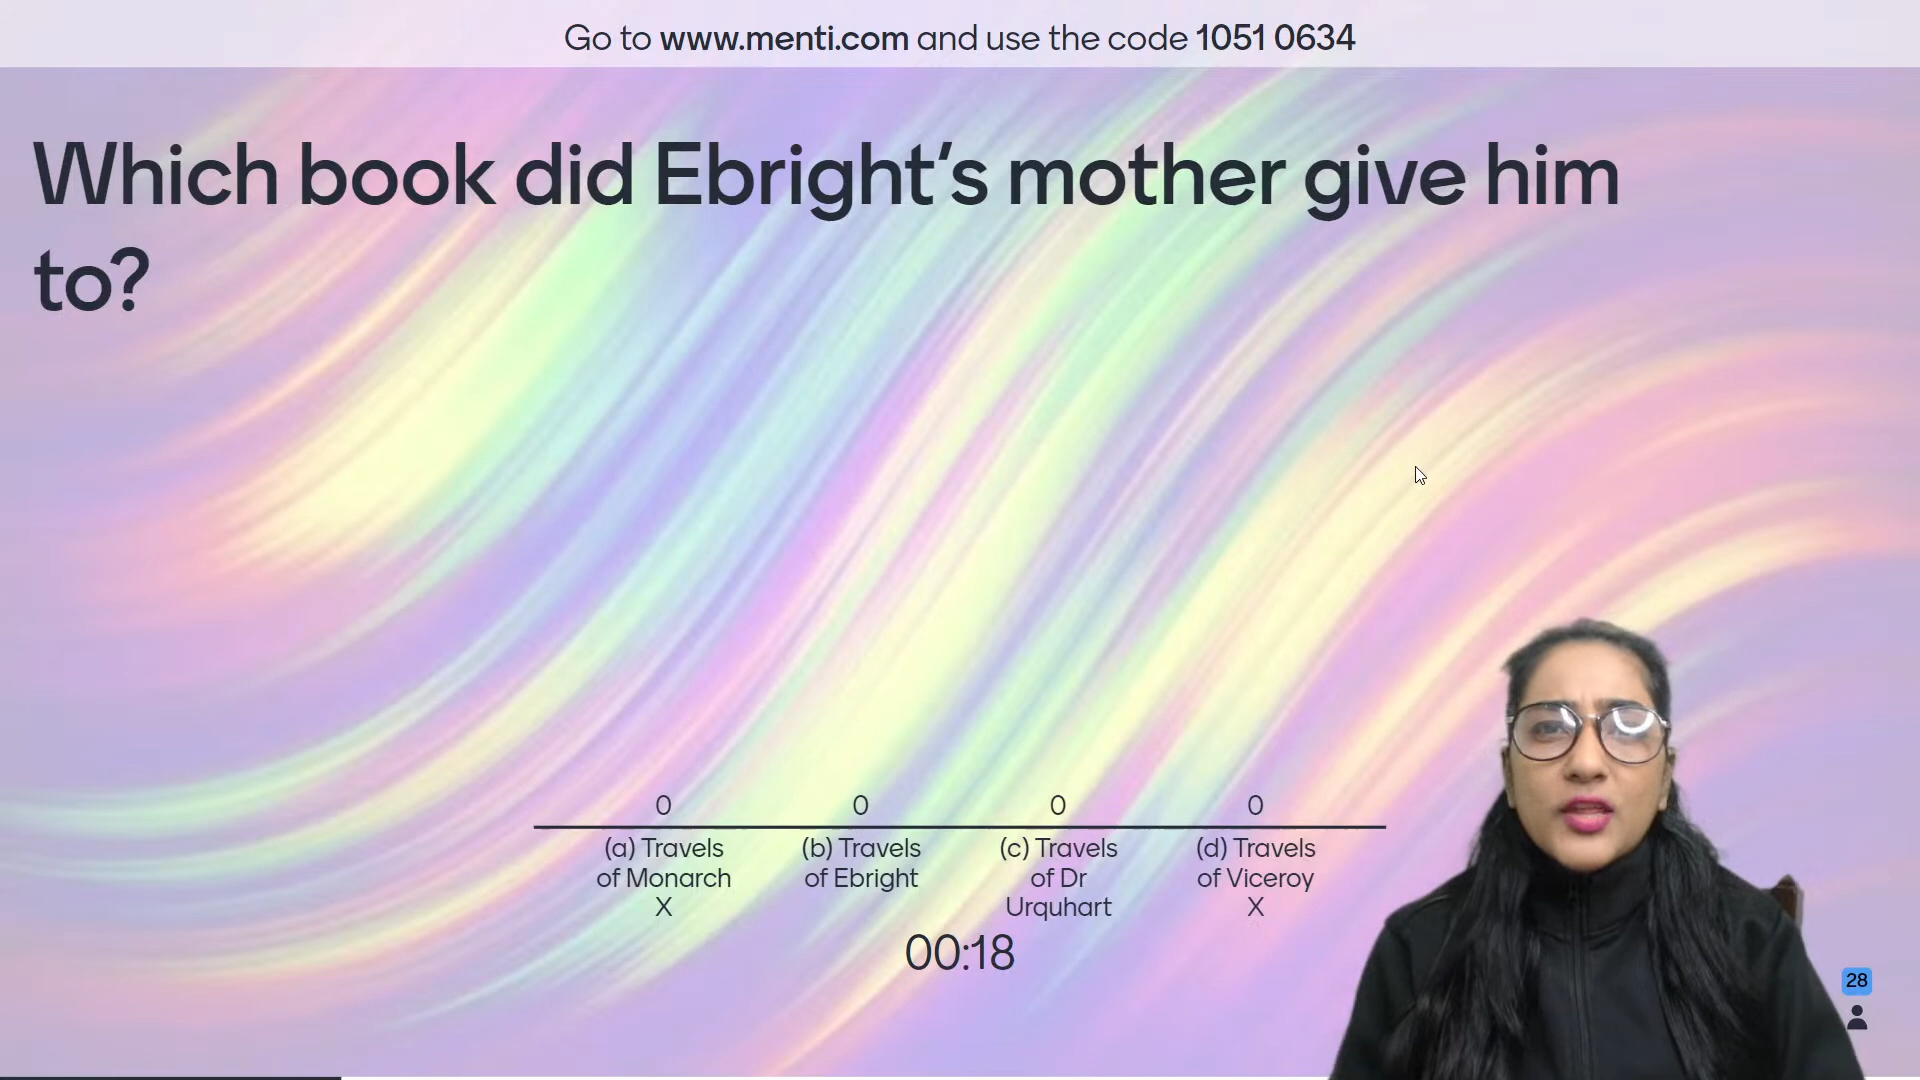 Go to www.menti.com and use the code 1051 0634
Which book did Ebright’s mother give him
to?
0
0
0
0
(a) Travels
of Monarch
X
(b) Travels
of Ebright
(c) Travels
of Dr
Urquhart
(d) Travels
of Viceroy
X
00:18
28